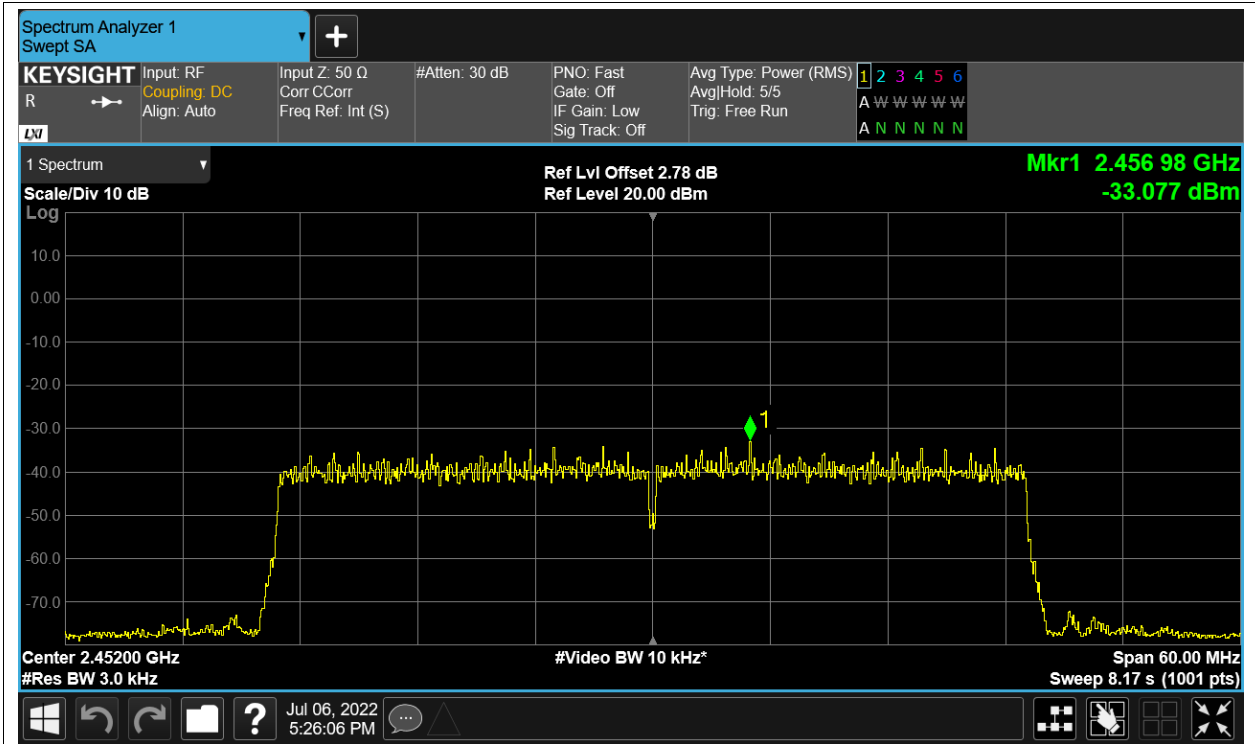 Spectrum Analyzer 1
Swept SA
+
KEYSIGHT
R
LXI
Input: RF
Coupling: DC
Align: Auto
Input Z: 50 Ω
Corr CCorr
Freq Ref: Int (S)
#Atten: 30 dB
PNO: Fast
Gate: Off
IF Gain: Low
Sig Track: Off
Avg Type: Power (RMS)
Avg|Hold: 5/5
Trig: Free Run
1 2 3 4 5 6
A W W W W W
A N N N N N
1 Spectrum
Scale/Div 10 dB
Log
Ref Lvl Offset 2.78 dB
Ref Level 20.00 dBm
Mkr1 2.456 98 GHz
-33.077 dBm
10.0
0.00
-10.0
-20.0
-30.0
-40.0
-50.0
-60.0
-70.0
1
Center 2.45200 GHz
#Res BW 3.0 kHz
#Video BW 10 kHz*
Span 60.00 MHz
Sweep 8.17 s (1001 pts)
?
Jul 06, 2022
5:26:06 PM